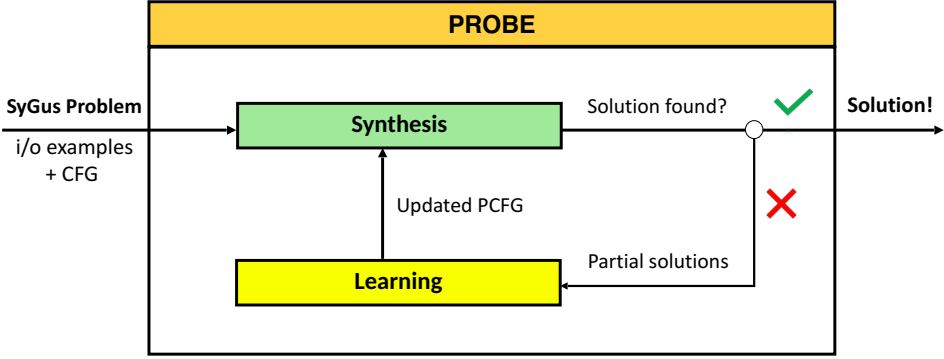 PROBE
SyGus Problem
i/o examples
+ CFG
Synthesis
Solution found?
Solution!
Updated PCFG
Partial solutions
Learning